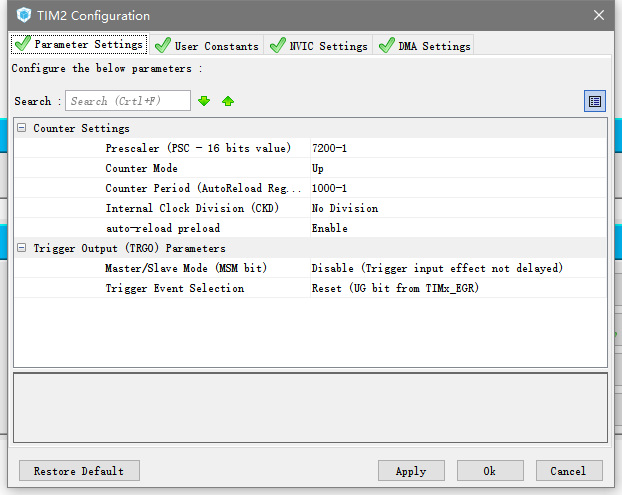 TIM2 Configuration
Parameter Settings User Constants NVIC Settings DMA Settings
Configure the below parameters :
Search : Search (Crtl+F)
Counter Settings
Prescaler (PSC - 16 bits value) 7200-1
Counter Mode Up
Counter Period (AutoReload Reg... 1000-1
Internal Clock Division (CKD) No Division
auto-reload preload Enable
Trigger Output (TRGO) Parameters
Master/Slave Mode (MSM bit) Disable (Trigger input effect not delayed)
Trigger Event Selection Reset (UG bit from TIMx_EGR)
Restore Default Apply Ok Cancel